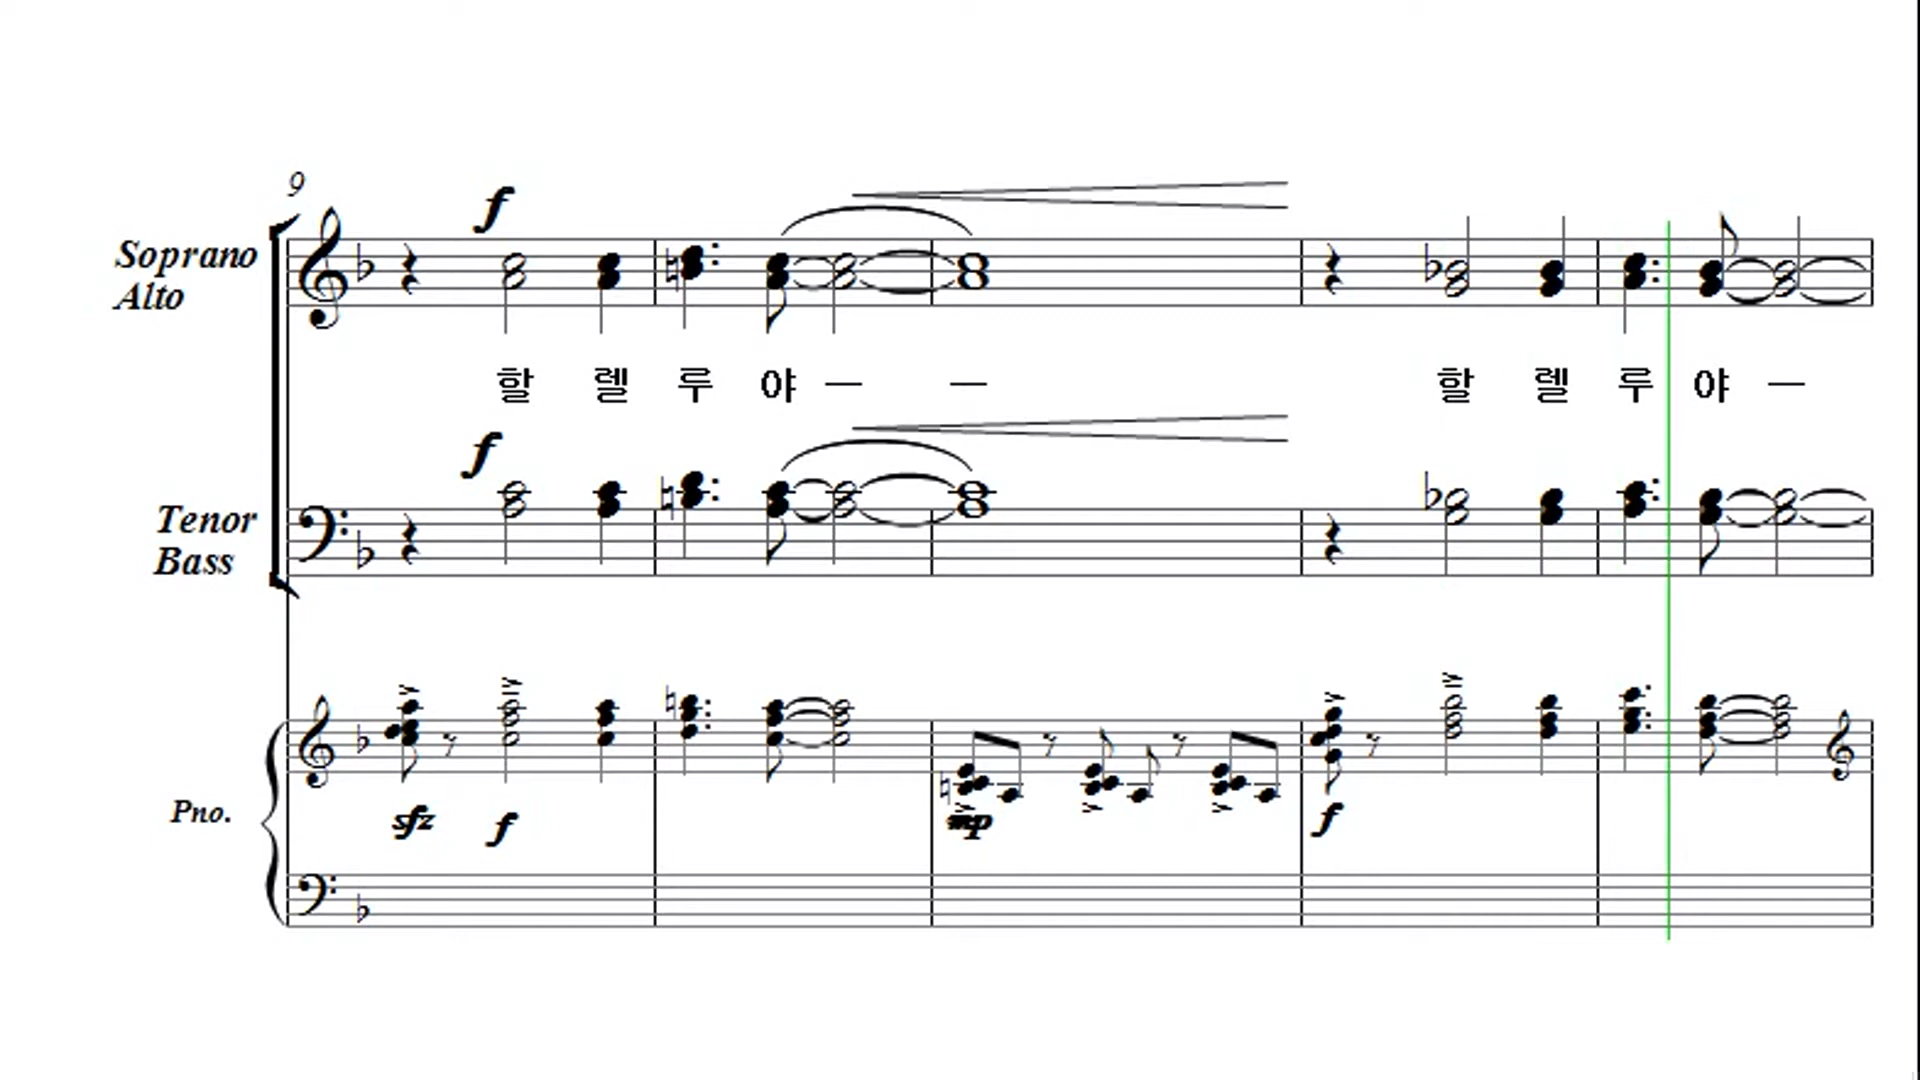 9
f
Soprano
Alto
할 렐 루 야 — — 할 렐 루 야 —
f
Tenor
Bass
Pno.
sfz f mp f